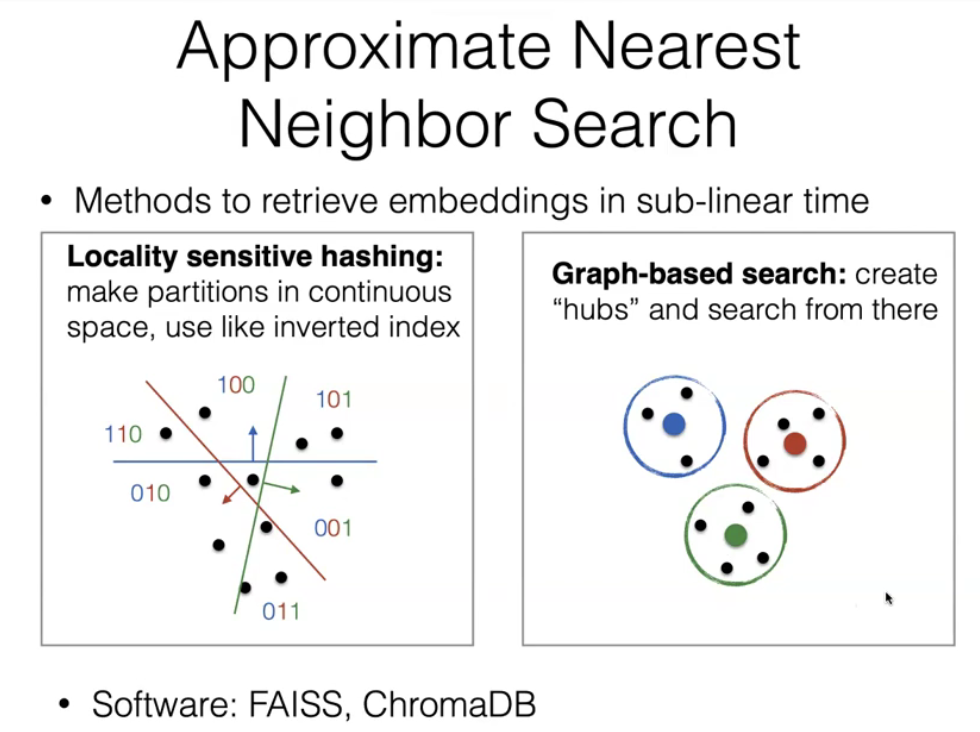 Approximate Nearest
Neighbor Search
• Methods to retrieve embeddings in sub-linear time
Locality sensitive hashing:
make partitions in continuous
space, use like inverted index
100
101
110
010
001
011
Graph-based search: create
“hubs” and search from there
• Software: FAISS, ChromaDB